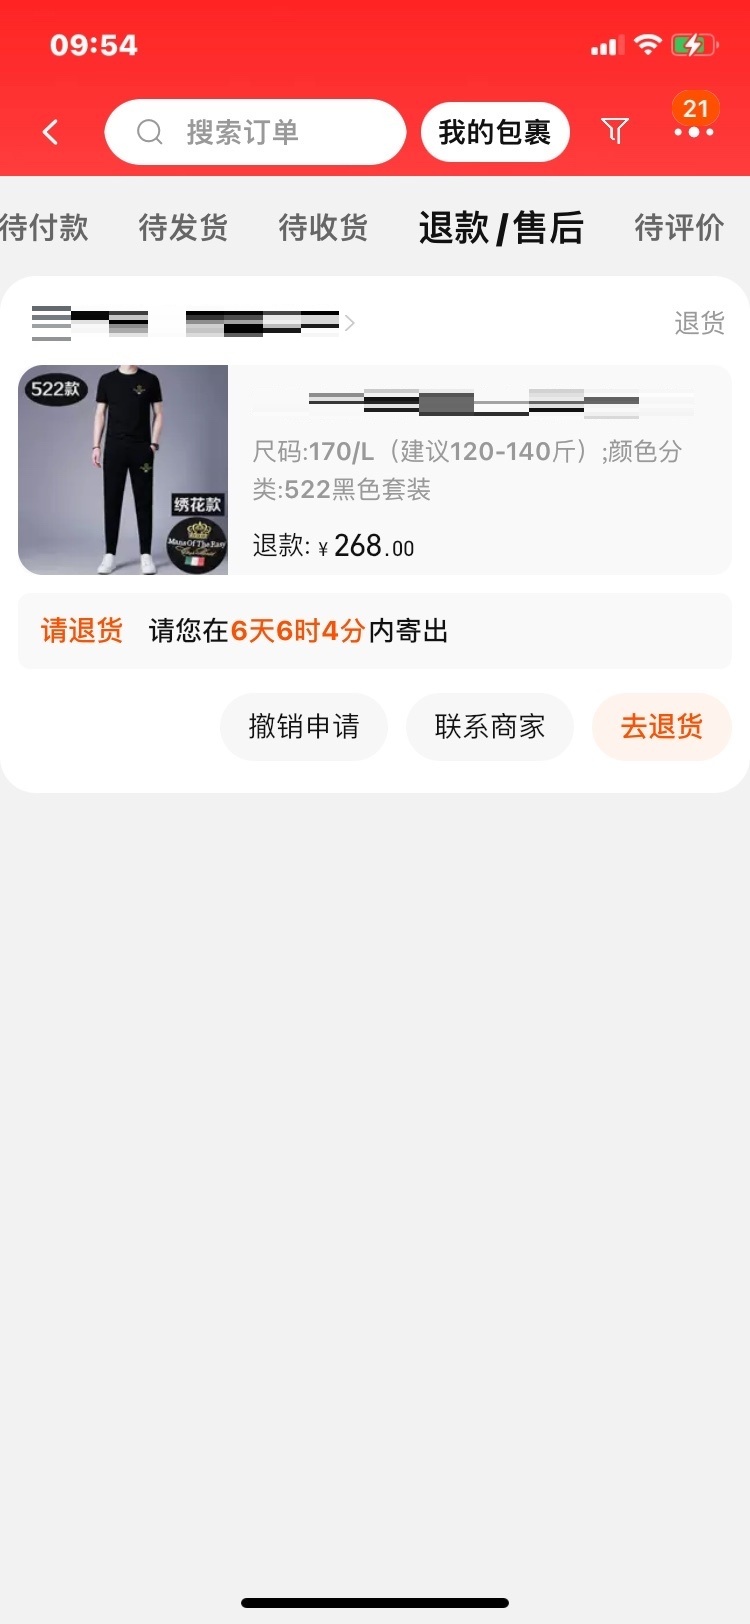 09:54
搜索订单
我的包裹
21
待付款 待发货 待收货 退款/售后 待评价
退货
522款
绣花款
尺码:170/L（建议120-140斤）;颜色分
类:522黑色套装
退款: ¥268.00
请退货 请您在6天6时4分内寄出
撤销申请 联系商家 去退货